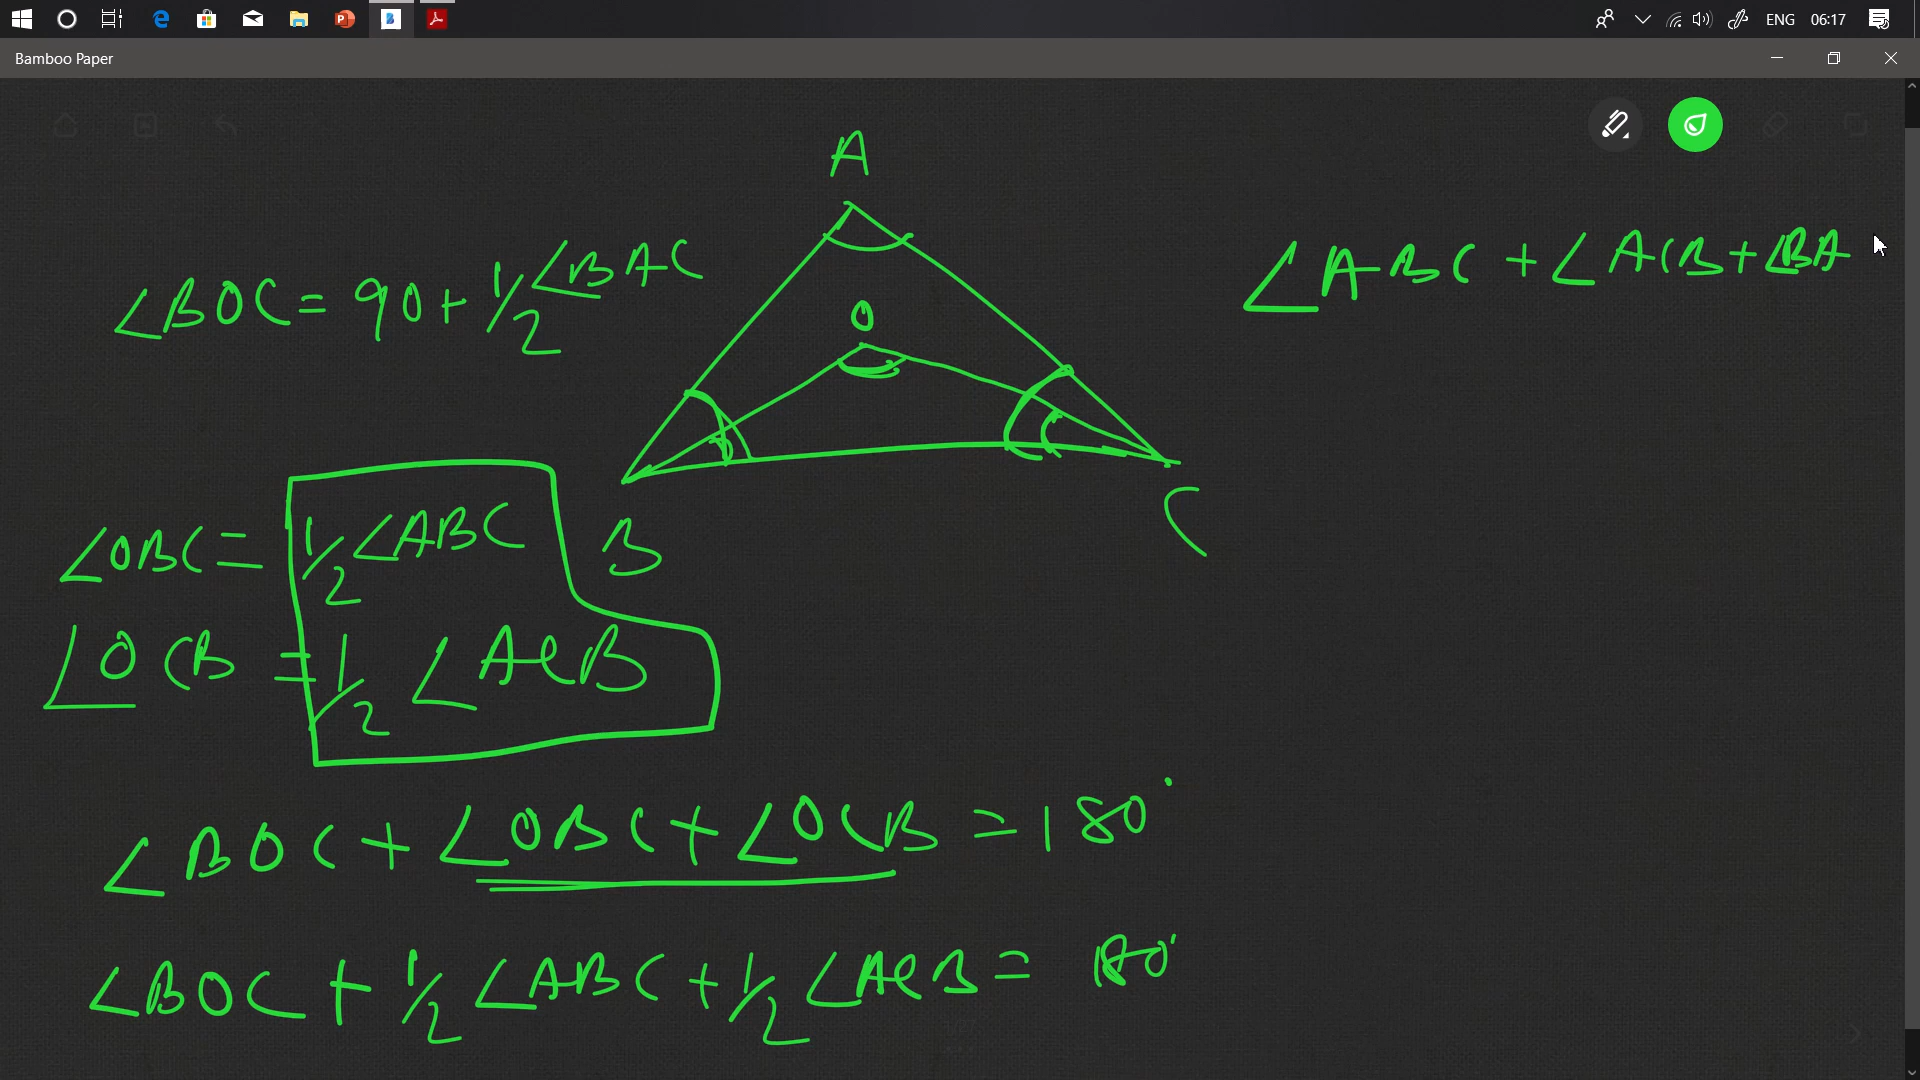 ENG 06:17
Bamboo Paper
A
∠BOC = 90 + 1/2 ∠BAC
∠ABC + ∠ACB + ∠BA
O
∠OBC = 1/2 ∠ABC
B
C
∠OCB = 1/2 ∠ACB
∠BOC + ∠OBC + ∠OCB = 180°
∠BOC + 1/2 ∠ABC + 1/2 ∠ACB = 180°